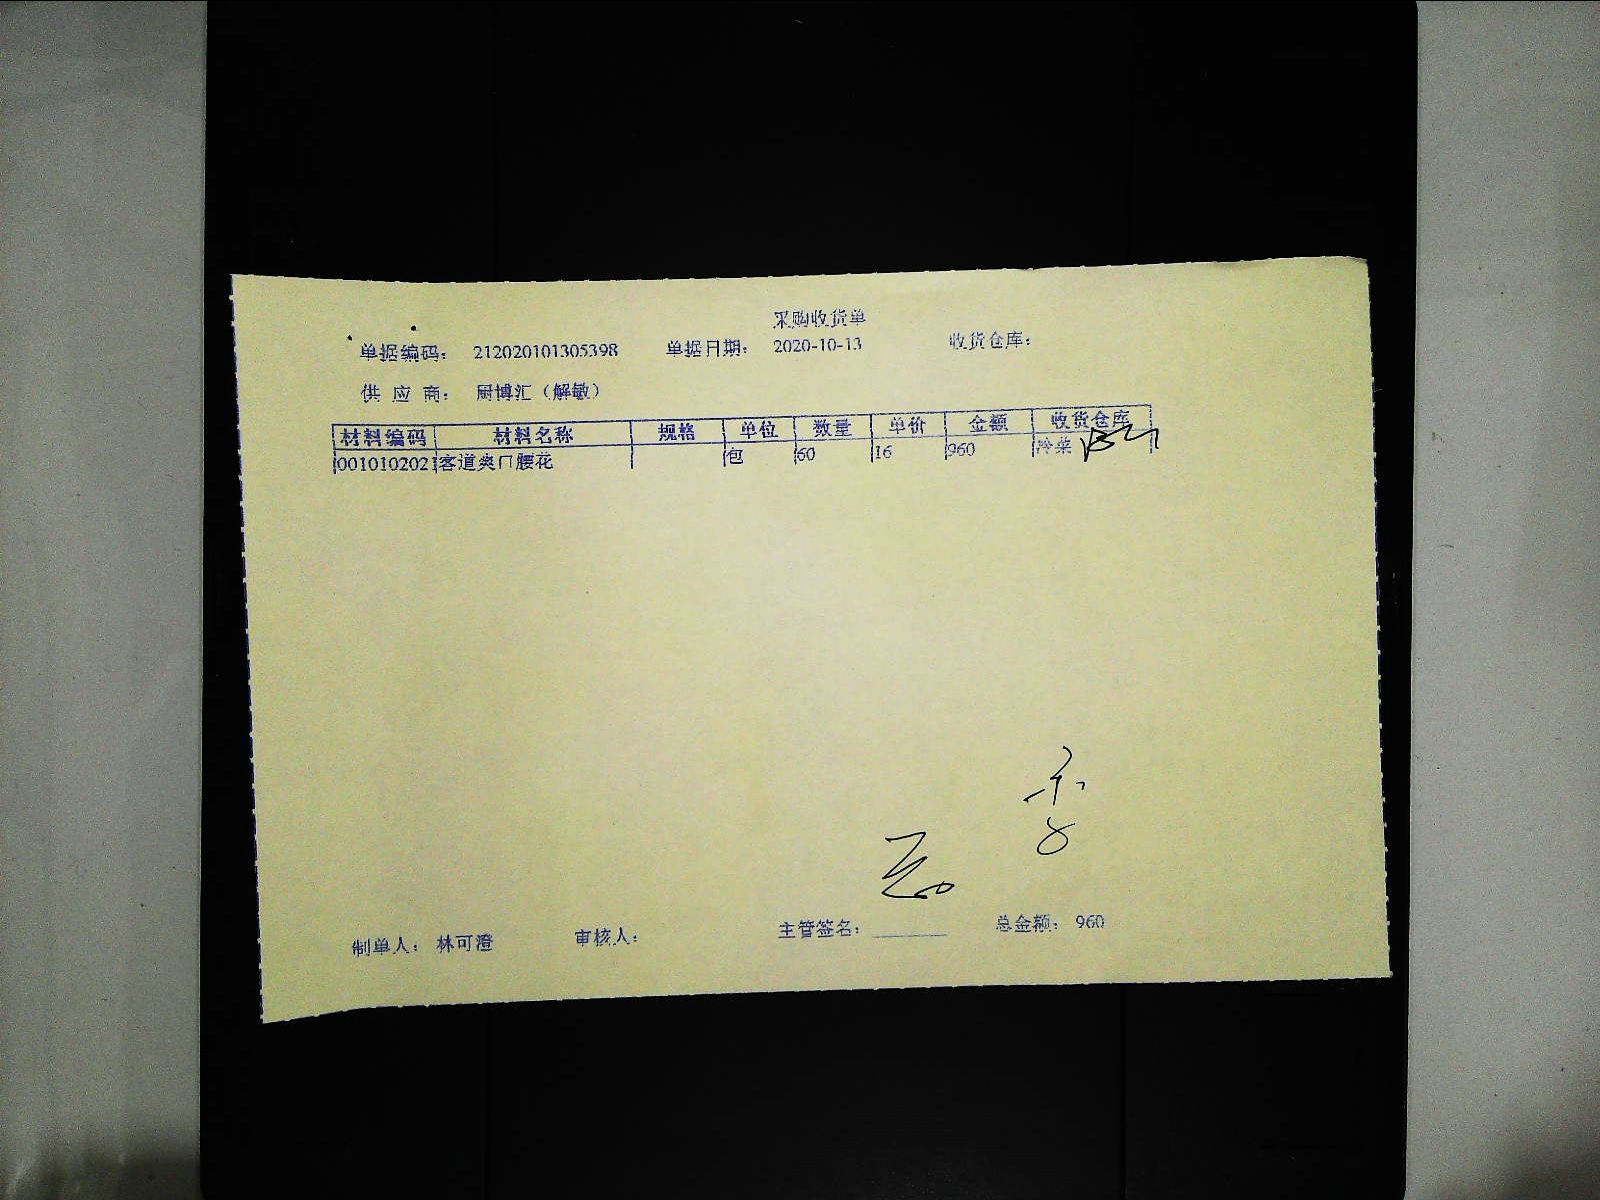 采购收货单
单据编码： 212020101305398 单据日期： 2020-10-13 收货仓库：
供 应 商： 厨博汇（解敏）
材料编码 材料名称 规格 单位 数量 单价 金额 收货仓库
001010202 客道爽口腰花 包 60 16 960 冷菜
制单人： 林可澄 审核人： 主管签名： 总金额： 960